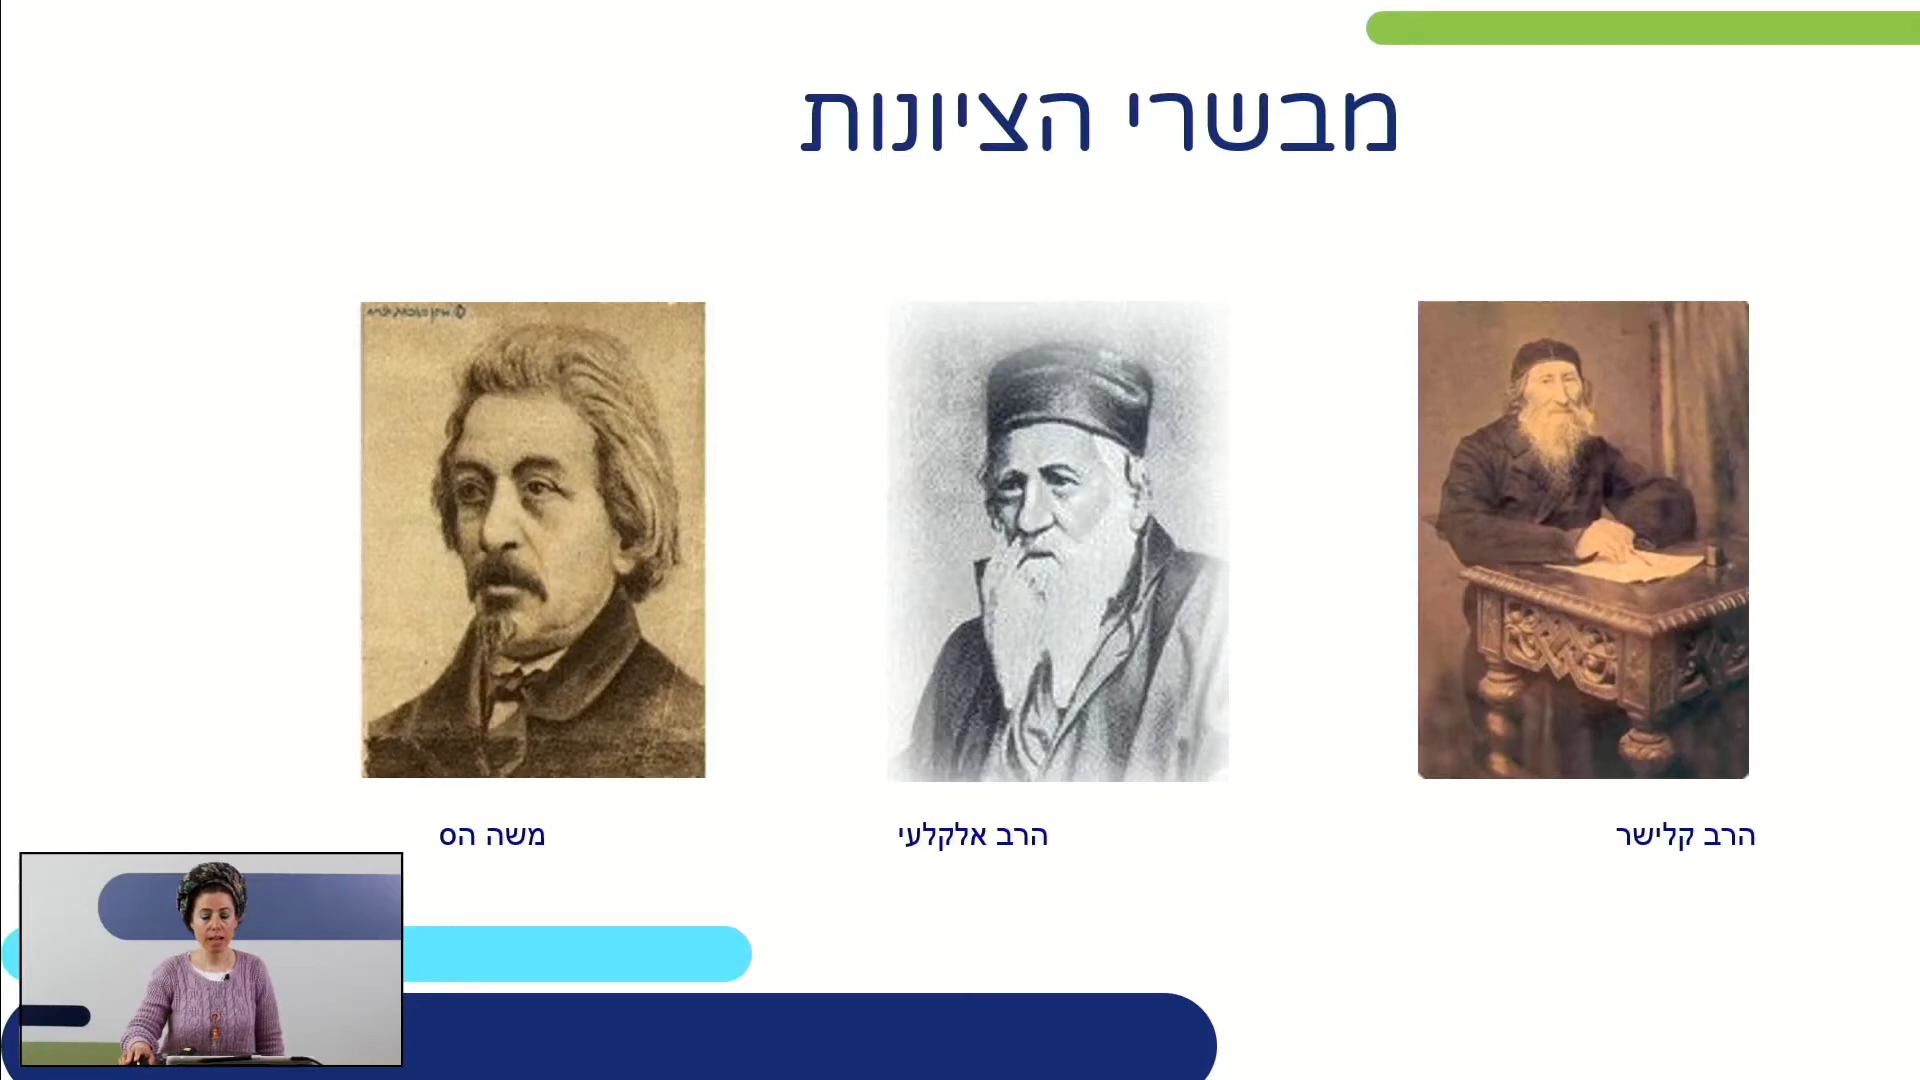 מבשרי הציונות
הרב קלישר
הרב אלקלעי
משה הס